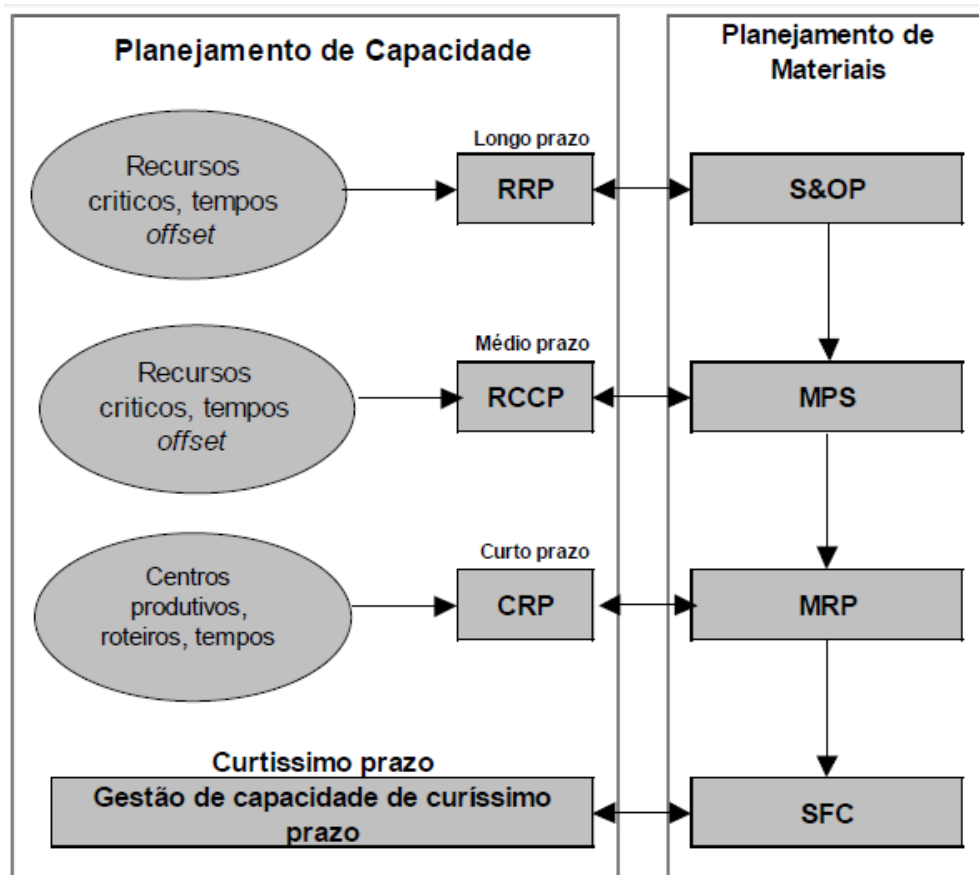 Planejamento de Capacidade
Planejamento de
Materiais
Recursos
criticos, tempos
offset
Longo prazo
RRP
S&OP
Recursos
criticos, tempos
offset
Médio prazo
RCCP
MPS
Centros
produtivos,
roteiros, tempos
Curto prazo
CRP
MRP
Curtissimo prazo
Gestão de capacidade de curíssimo
prazo
SFC